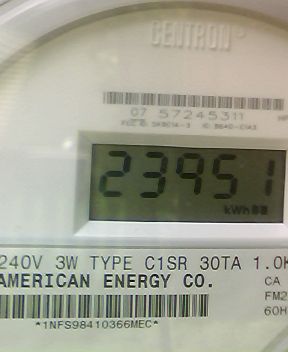 CENTRON®
07 57245311
23951
kWh
240V 3W TYPE C1SR 30TA 1.0K
AMERICAN ENERGY CO. CA
FM2
60H
*1NFS98410366MEC*